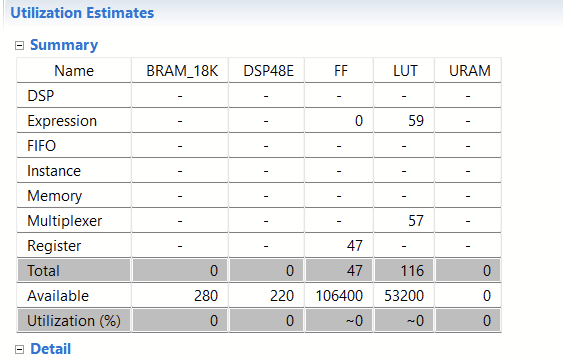 Utilization Estimates
Summary
Name BRAM_18K DSP48E FF LUT URAM
DSP - - - - -
Expression - - 0 59 -
FIFO - - - - -
Instance - - - - -
Memory - - - - -
Multiplexer - - - 57 -
Register - - 47 - -
Total 0 0 47 116 0
Available 280 220 106400 53200 0
Utilization (%) 0 0 ~0 ~0 0
Detail